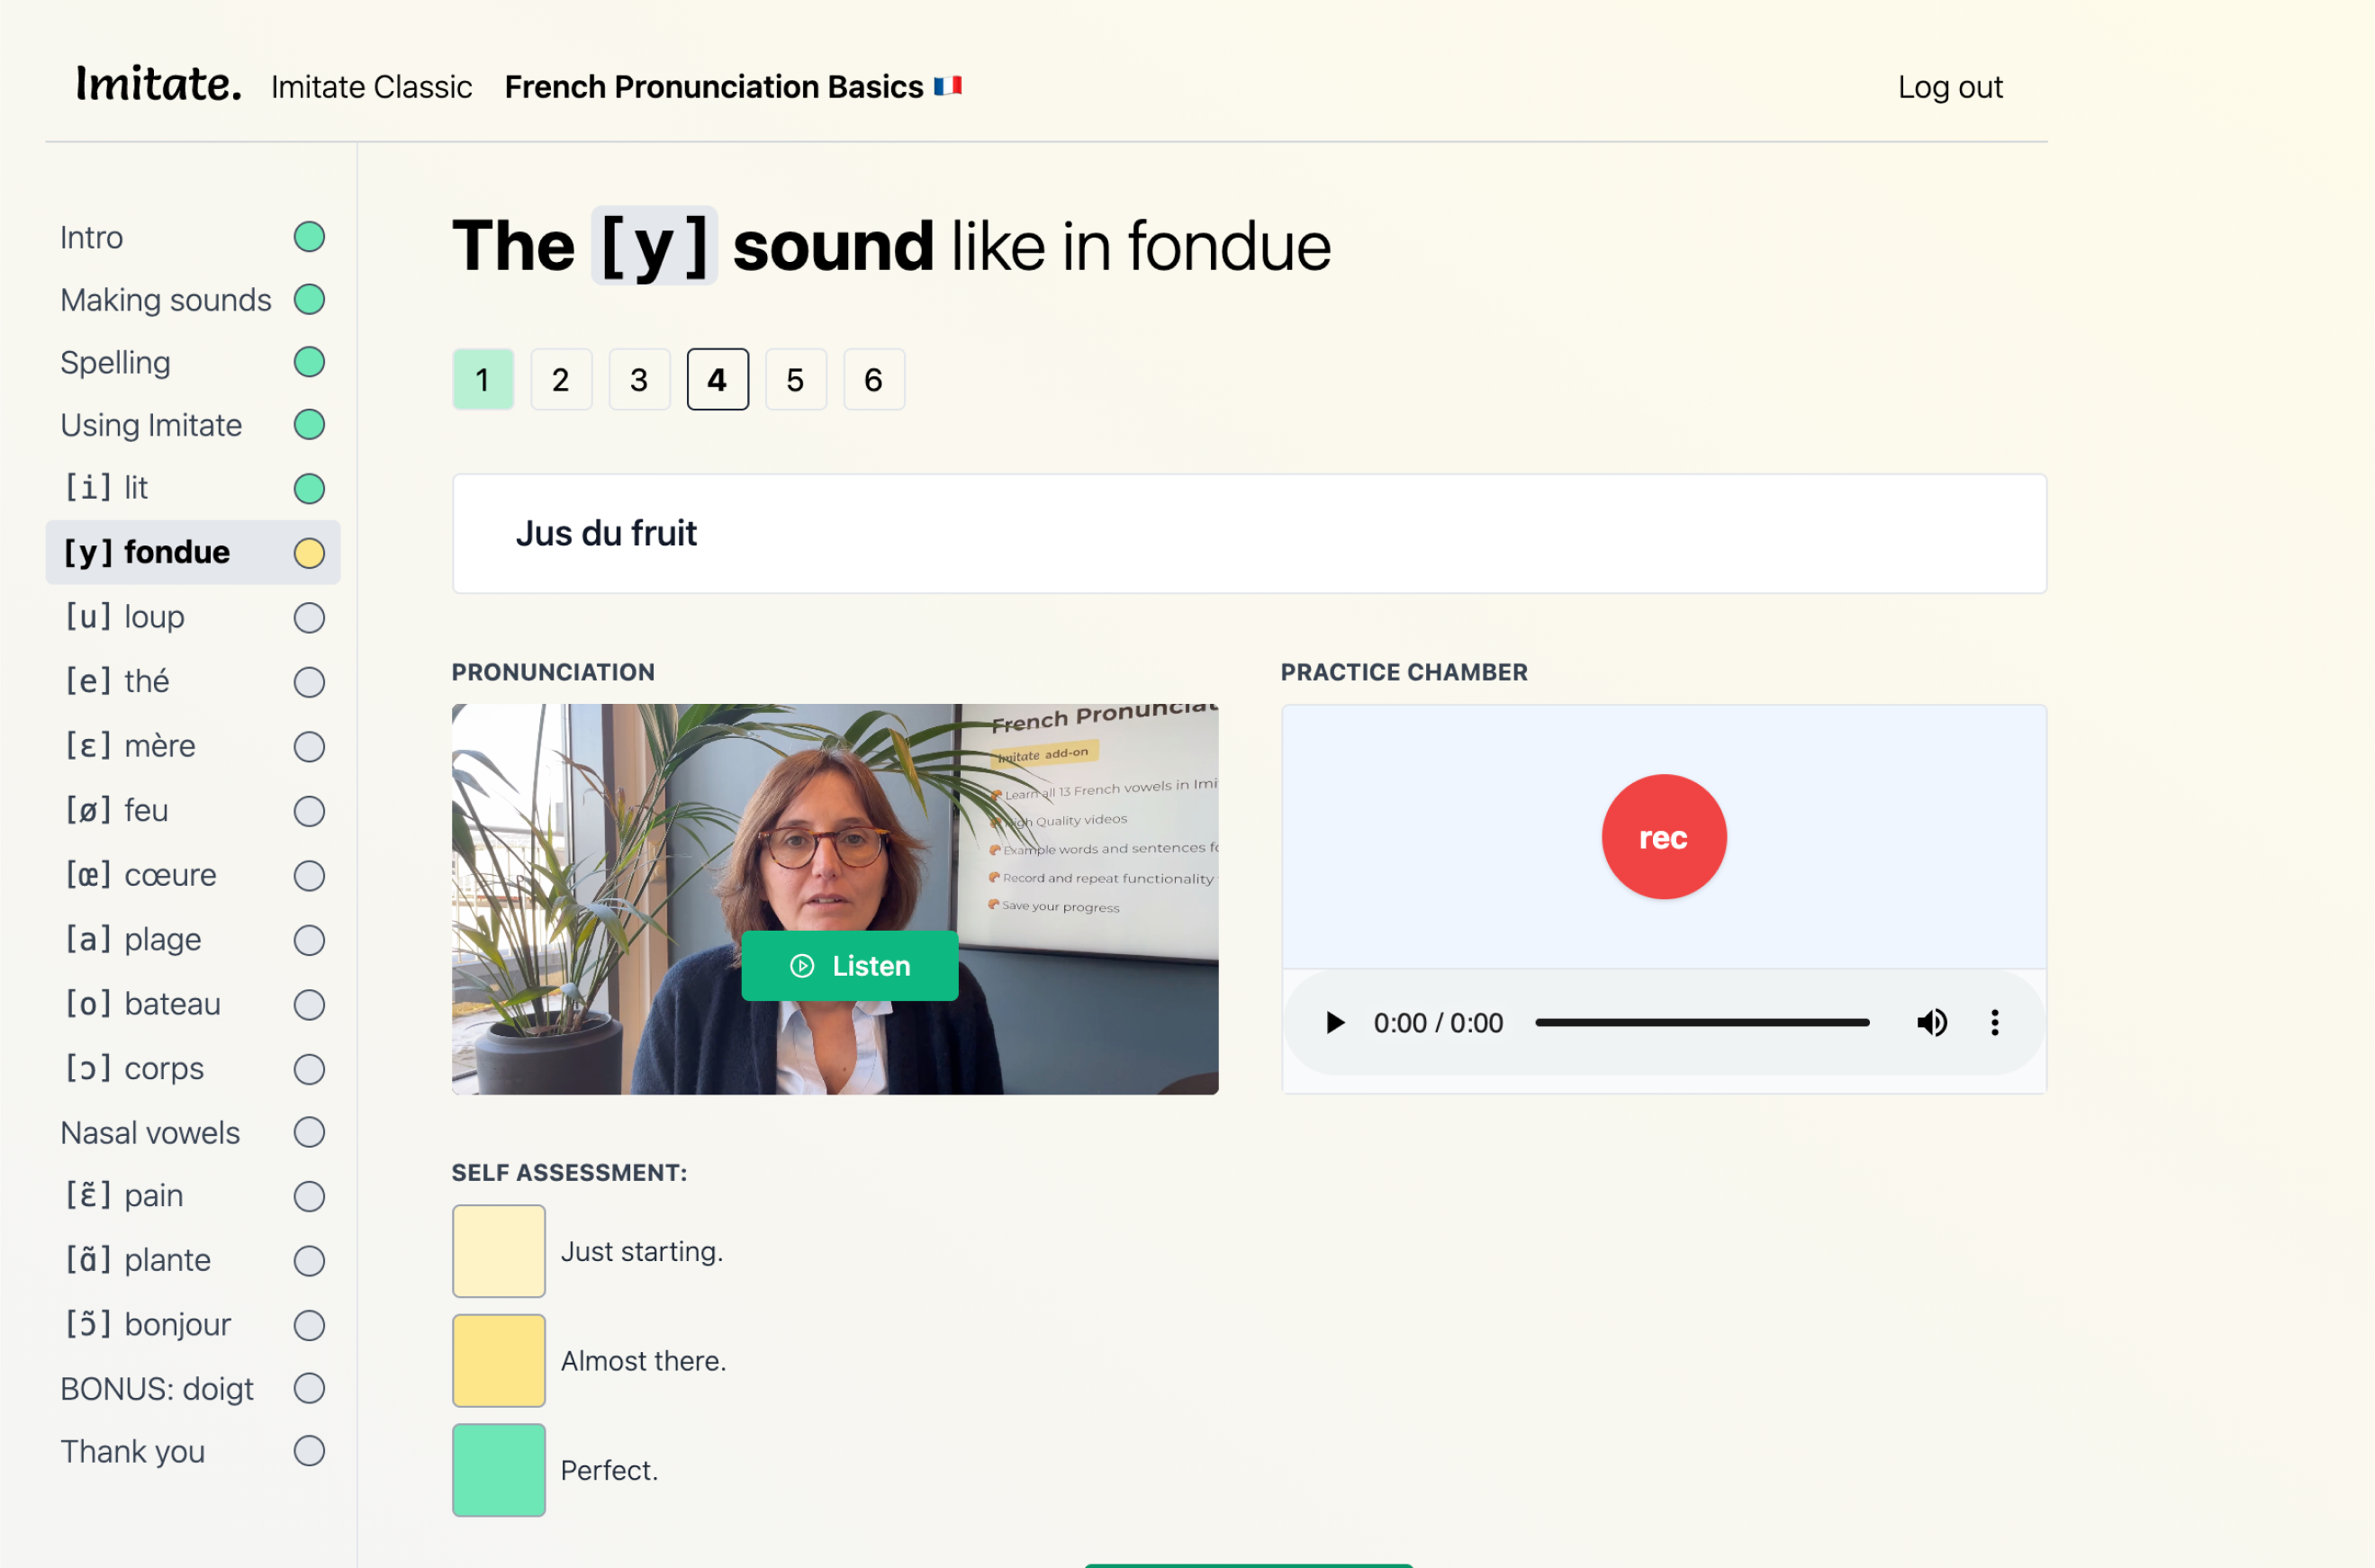 Imitate. Imitate Classic French Pronunciation Basics 🇫🇷 Log out
Intro
Making sounds
Spelling
Using Imitate
[i] lit
[y] fondue
[u] loup
[e] thé
[ɛ] mère
[ø] feu
[œ] cœure
[a] plage
[o] bateau
[ɔ] corps
Nasal vowels
[ɛ̃] pain
[ɑ̃] plante
[ɔ̃] bonjour
BONUS: doigt
Thank you
The [y] sound like in fondue
1 2 3 4 5 6
Jus du fruit
PRONUNCIATION
French
Imitate add-on
Learn all 13 French vowels in
High Quality videos
Example words and sentences
Record and repeat functionality
Save your progress
Listen
PRACTICE CHAMBER
rec
0:00 / 0:00
SELF ASSESSMENT:
Just starting.
Almost there.
Perfect.